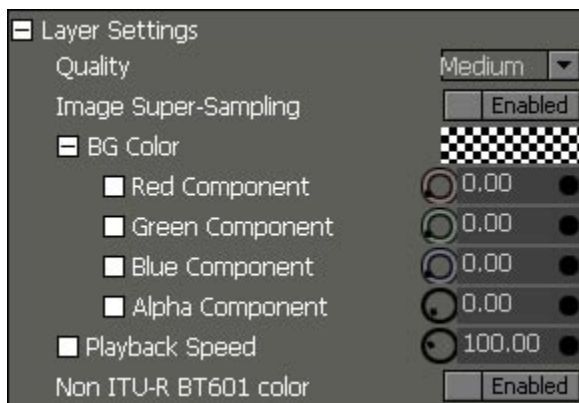 Layer Settings
Quality Medium
Image Super-Sampling Enabled
BG Color
Red Component 0.00
Green Component 0.00
Blue Component 0.00
Alpha Component 0.00
Playback Speed 100.00
Non ITU-R BT601 color Enabled